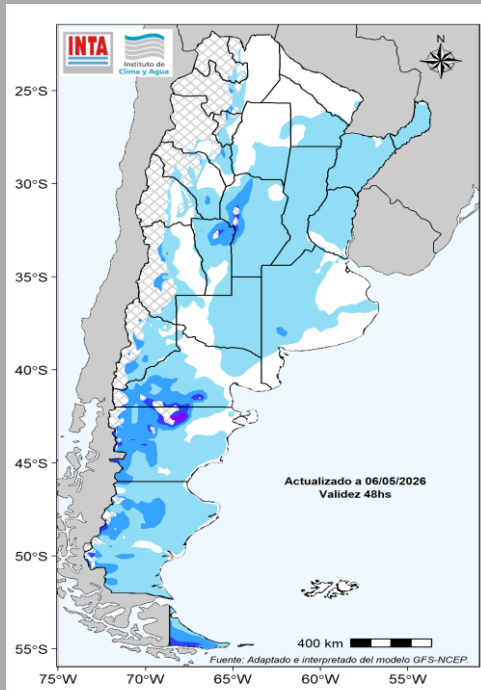 INTA
Instituto de
Clima y Agua
N
25°S
30°S
35°S
40°S
45°S
50°S
55°S
Actualizado a 06/05/2026
Validez 48hs
400 km
Fuente: Adaptado e interpretado del modelo GFS-NCEP.
75°W
70°W
65°W
60°W
55°W